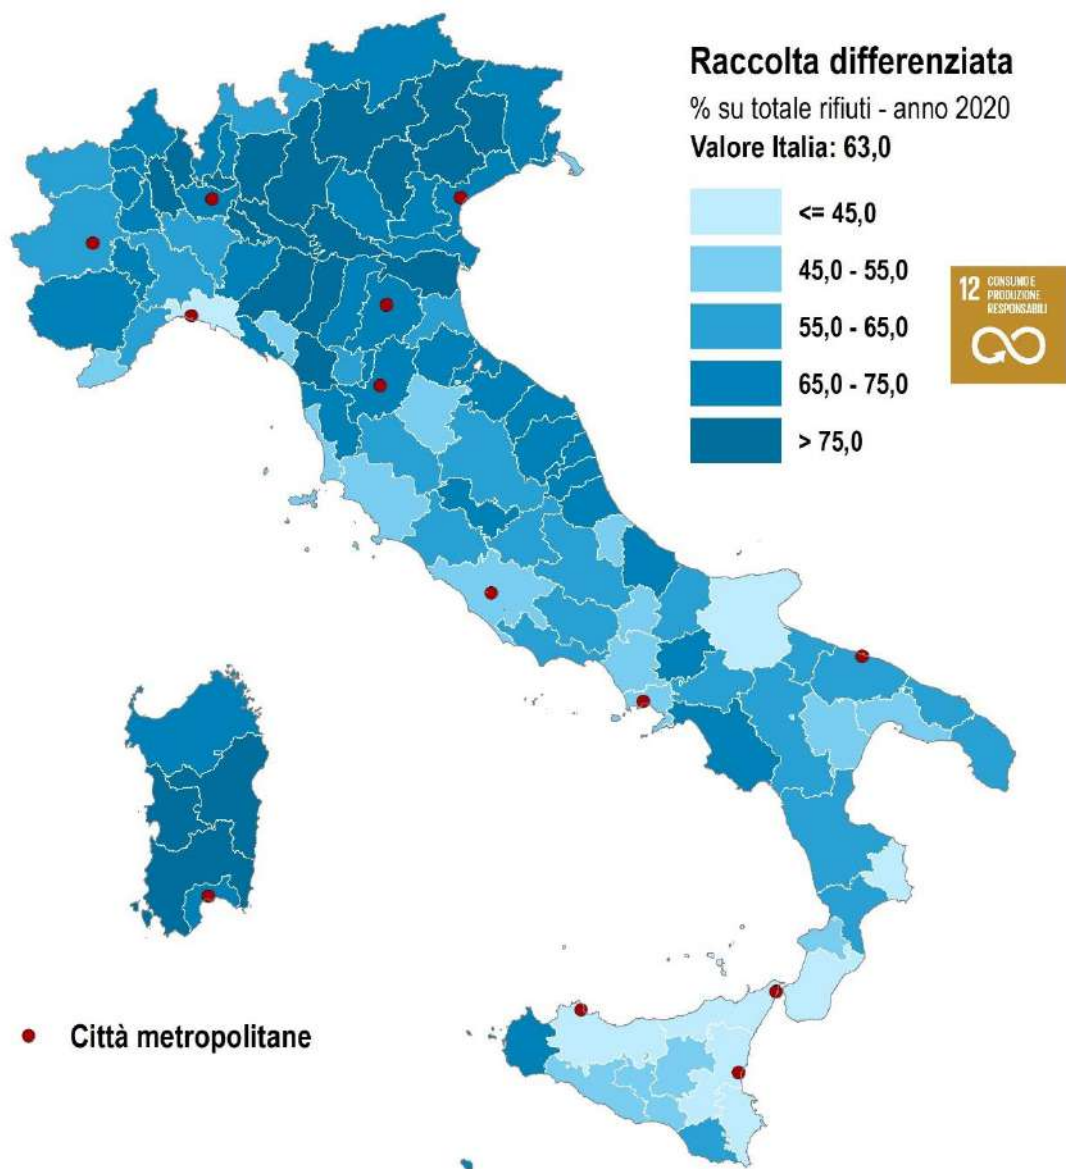 Raccolta differenziata
% su totale rifiuti - anno 2020
Valore Italia: 63,0
<= 45,0
45,0 - 55,0
55,0 - 65,0
65,0 - 75,0
> 75,0
12 CONSUMO E
PRODUZIONE
RESPONSABILI
Città metropolitane